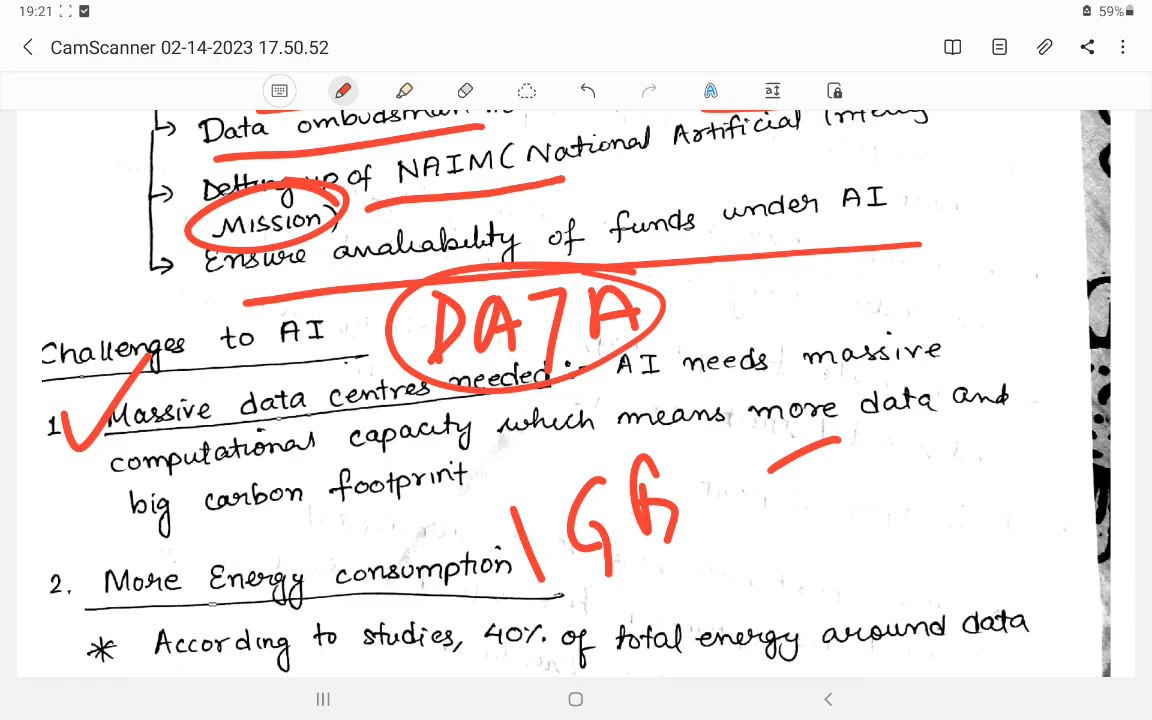 19:21
59%
CamScanner 02-14-2023 17.50.52
Data ombudsman
Setting up of NAIM (National Artificial
Mission)
Ensure analiability of funds under AI
DATA
Challenges to AI
1. Massive data centres needed :- AI needs massive
computational capacity which means more data and
big carbon footprint
1 GB
2. More Energy consumption
* According to studies, 40% of total energy around data